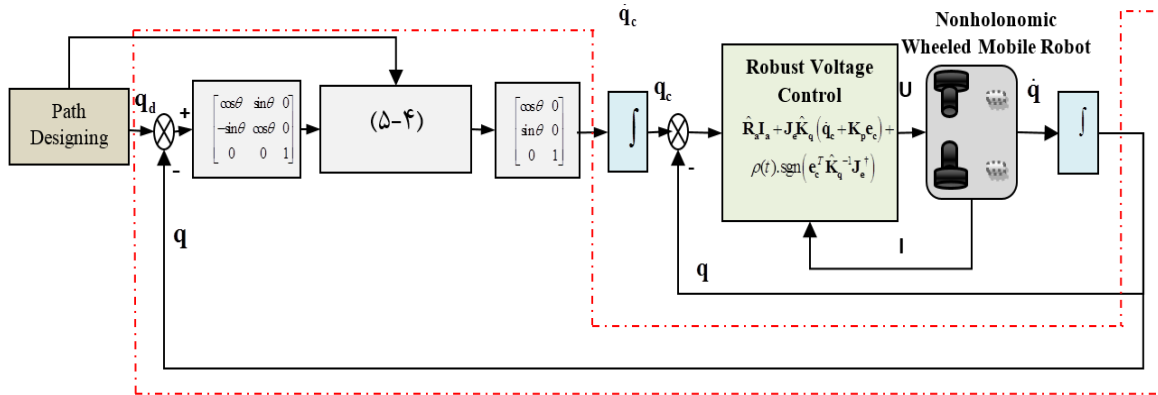 q̇c
Nonholonomic
Wheeled Mobile Robot
Path
Designing
qd
+
-
cosθ sinθ 0
-sinθ cosθ 0
0 0 1
(۵-۴)
cosθ 0
sinθ 0
0 1
∫
qc
-
Robust Voltage
Control
R̂aIa + JeK̂q(q̇c + Kpec) +
ρ(t).sgn(ecᵀK̂q⁻¹Je†)
U
q̇
∫
q
I
q